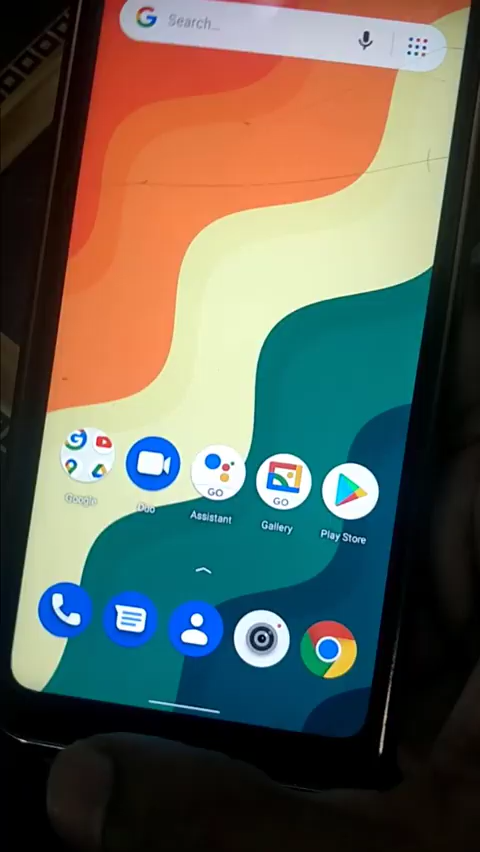 Search...
Google
Duo
GO
Assistant
GO
Gallery
Play Store